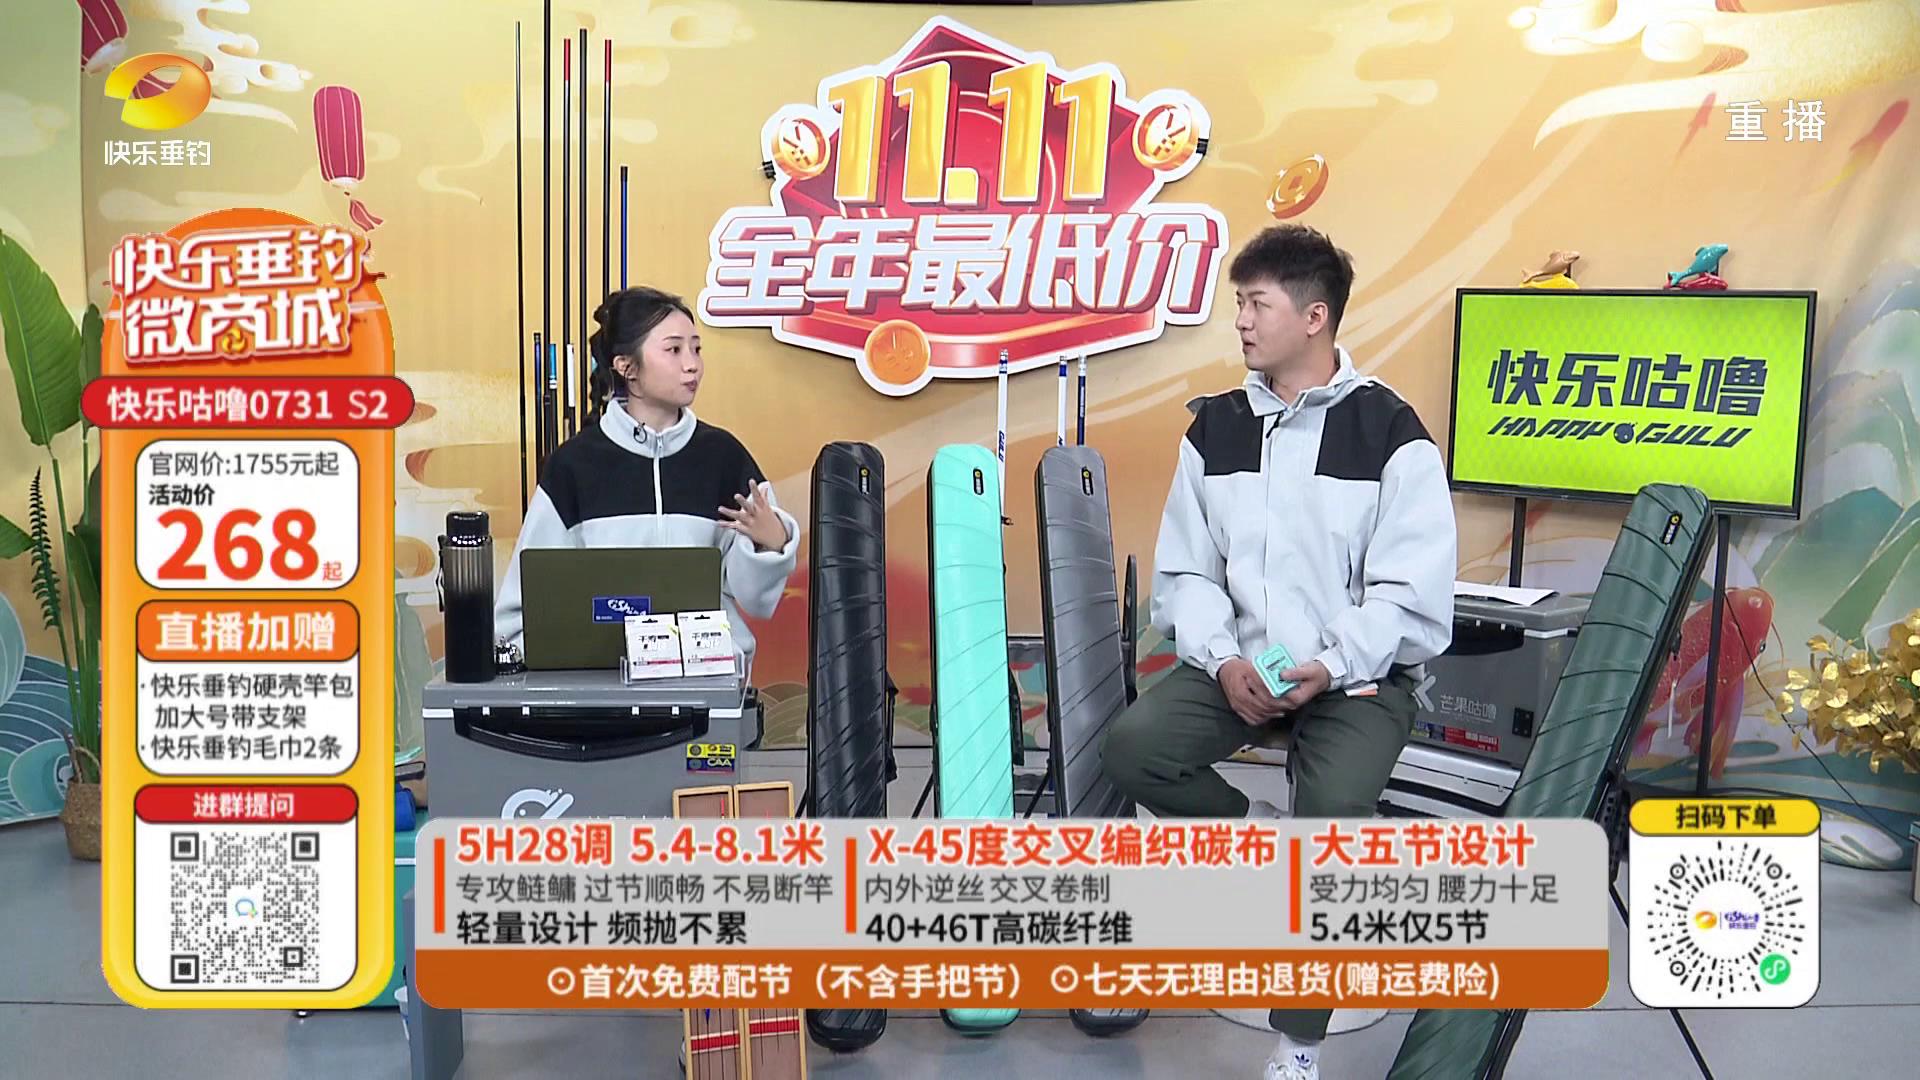 快乐垂钓
重播
11.11
全年最低价
快乐垂钓
微商城
快乐咕噜0731 S2
官网价:1755元起
活动价
268起
直播加赠
·快乐垂钓硬壳竿包
加大号带支架
·快乐垂钓毛巾2条
进群提问
快乐咕噜
HAPPY GULU
芒果咕噜
CAA
5H28调 5.4-8.1米
专攻鲢鳙 过节顺畅 不易断竿
轻量设计 频抛不累
X-45度交叉编织碳布
内外逆丝 交叉卷制
40+46T高碳纤维
大五节设计
受力均匀 腰力十足
5.4米仅5节
⊙首次免费配节（不含手把节）⊙七天无理由退货(赠运费险)
扫码下单